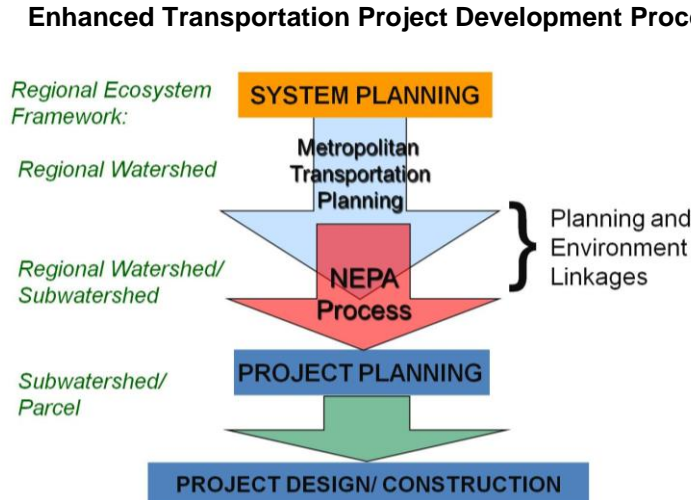 Enhanced Transportation Project Development Proce
Regional Ecosystem
Framework:
SYSTEM PLANNING
Regional Watershed
Metropolitan
Transportation
Planning
Planning and
Environment
Linkages
Regional Watershed/
Subwatershed
NEPA
Process
PROJECT PLANNING
Subwatershed/
Parcel
PROJECT DESIGN/ CONSTRUCTION